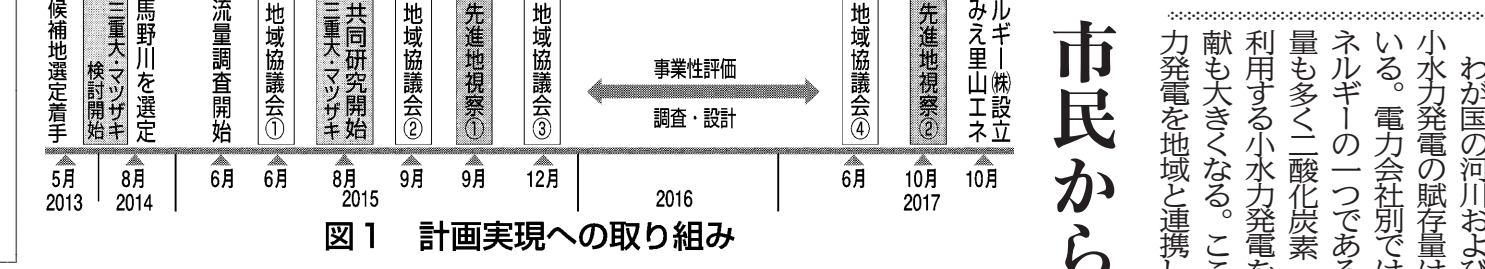 わが国の河川および
小水力発電の賦存量は
いる。電力会社別では
ネルギーの一つである
量も多く二酸化炭素
利用する小水力発電を
献も大きくなる。ここ
力発電を地域と連携し
市民から
候補地選定着手
三重大・マツザキ
検討開始
馬野川を選定
流量調査開始
地域協議会①
共同研究開始
三重大・マツザキ
地域協議会②
先進地視察①
地域協議会③
事業性評価
調査・設計
地域協議会④
先進地視察②
みえ里山エネ
ルギー㈱設立
5月 8月 6月 6月 8月 9月 9月 12月 6月 10月 10月
2013 2014 2015 2016 2017
図1 計画実現への取り組み